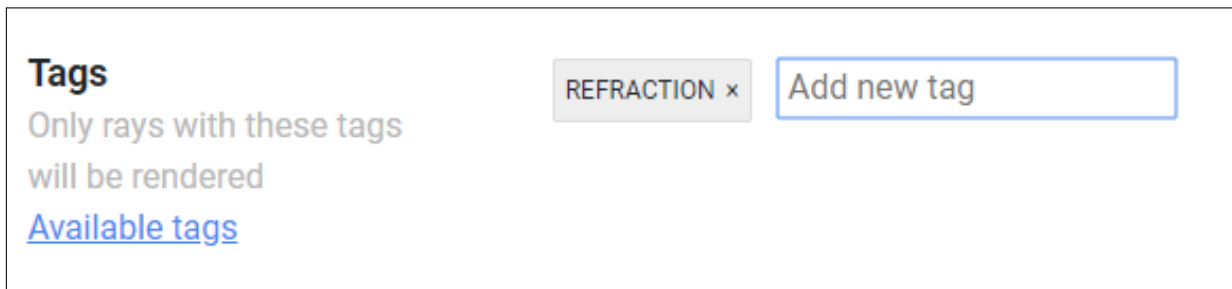 Tags
Only rays with these tags
will be rendered
Available tags
REFRACTION ×
Add new tag